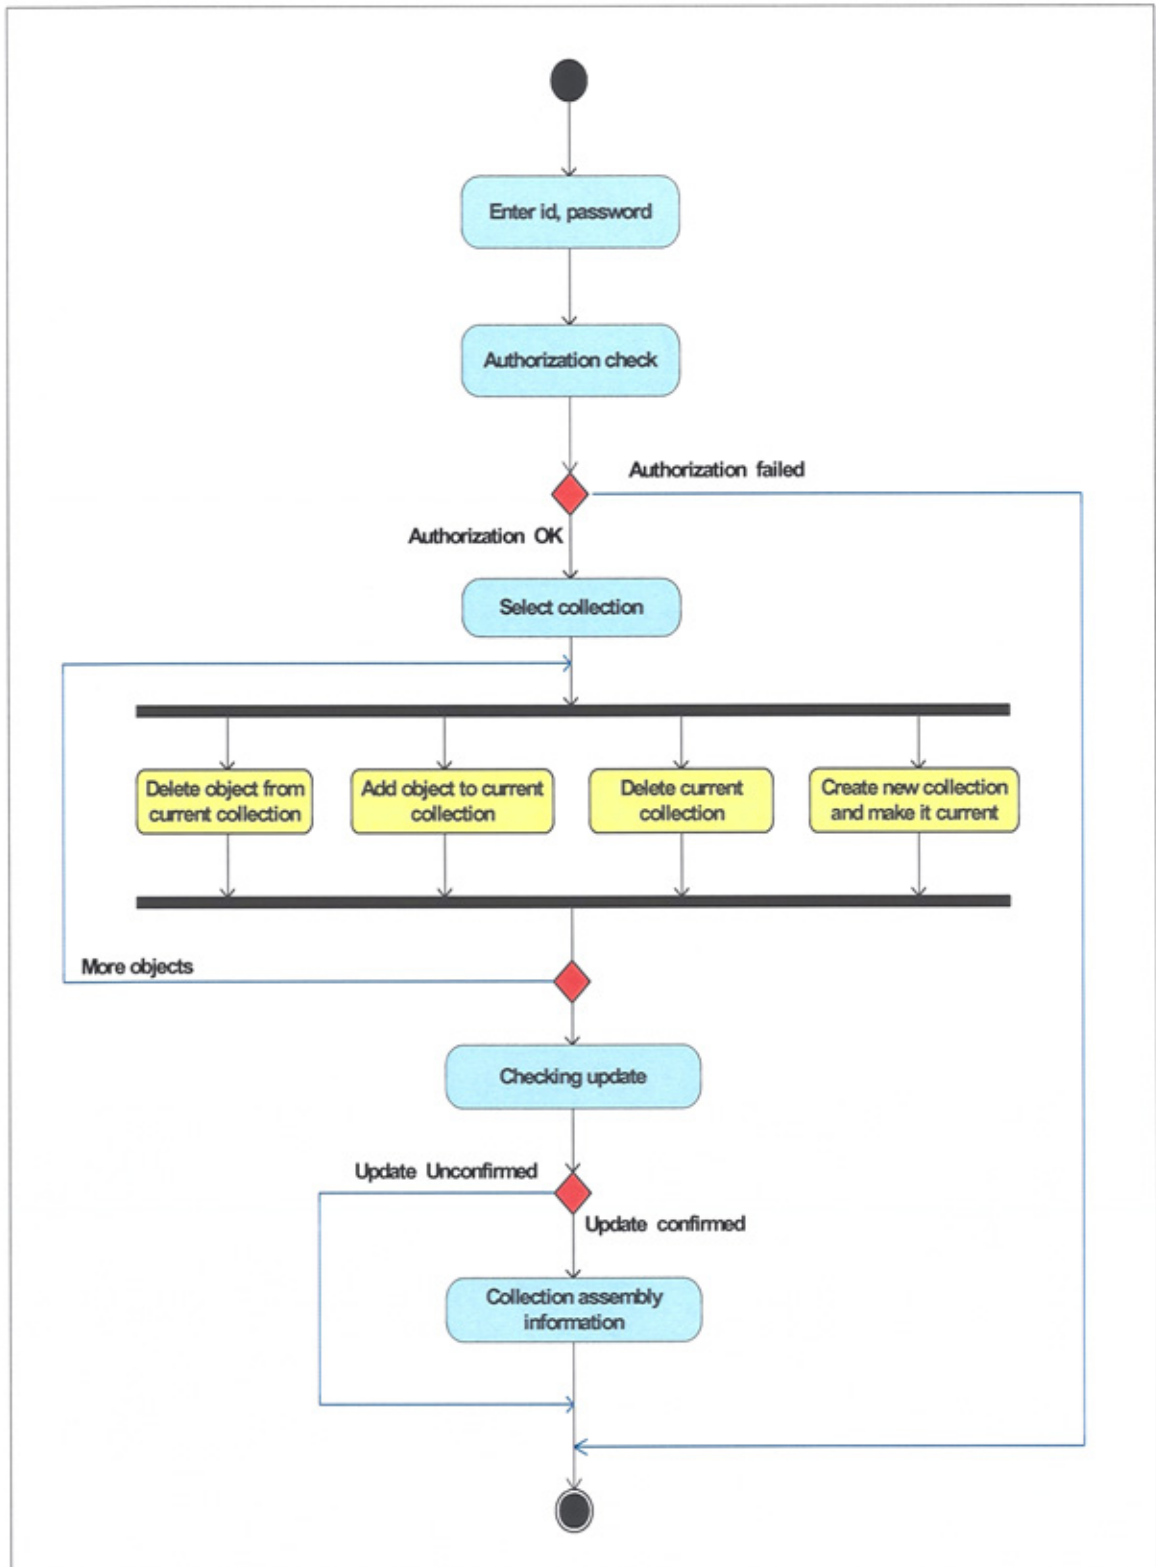 Enter id, password
Authorization check
Authorization failed
Authorization OK
Select collection
Delete object from
current collection
Add object to current
collection
Delete current
collection
Create new collection
and make it current
More objects
Checking update
Update Unconfirmed
Update confirmed
Collection assembly
information